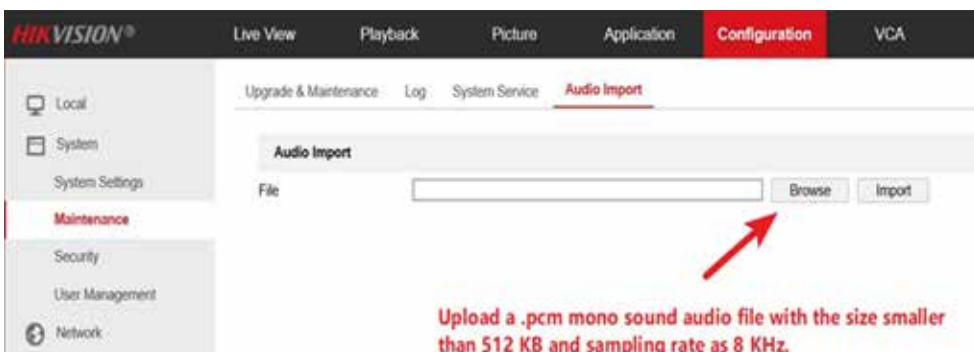 HIKVISION®
Live View Playback Picture Application Configuration VCA
Local
System
System Settings
Maintenance
Security
User Management
Network
Upgrade & Maintenance Log System Service Audio Import
Audio Import
File Browse Import
Upload a .pcm mono sound audio file with the size smaller
than 512 KB and sampling rate as 8 KHz.